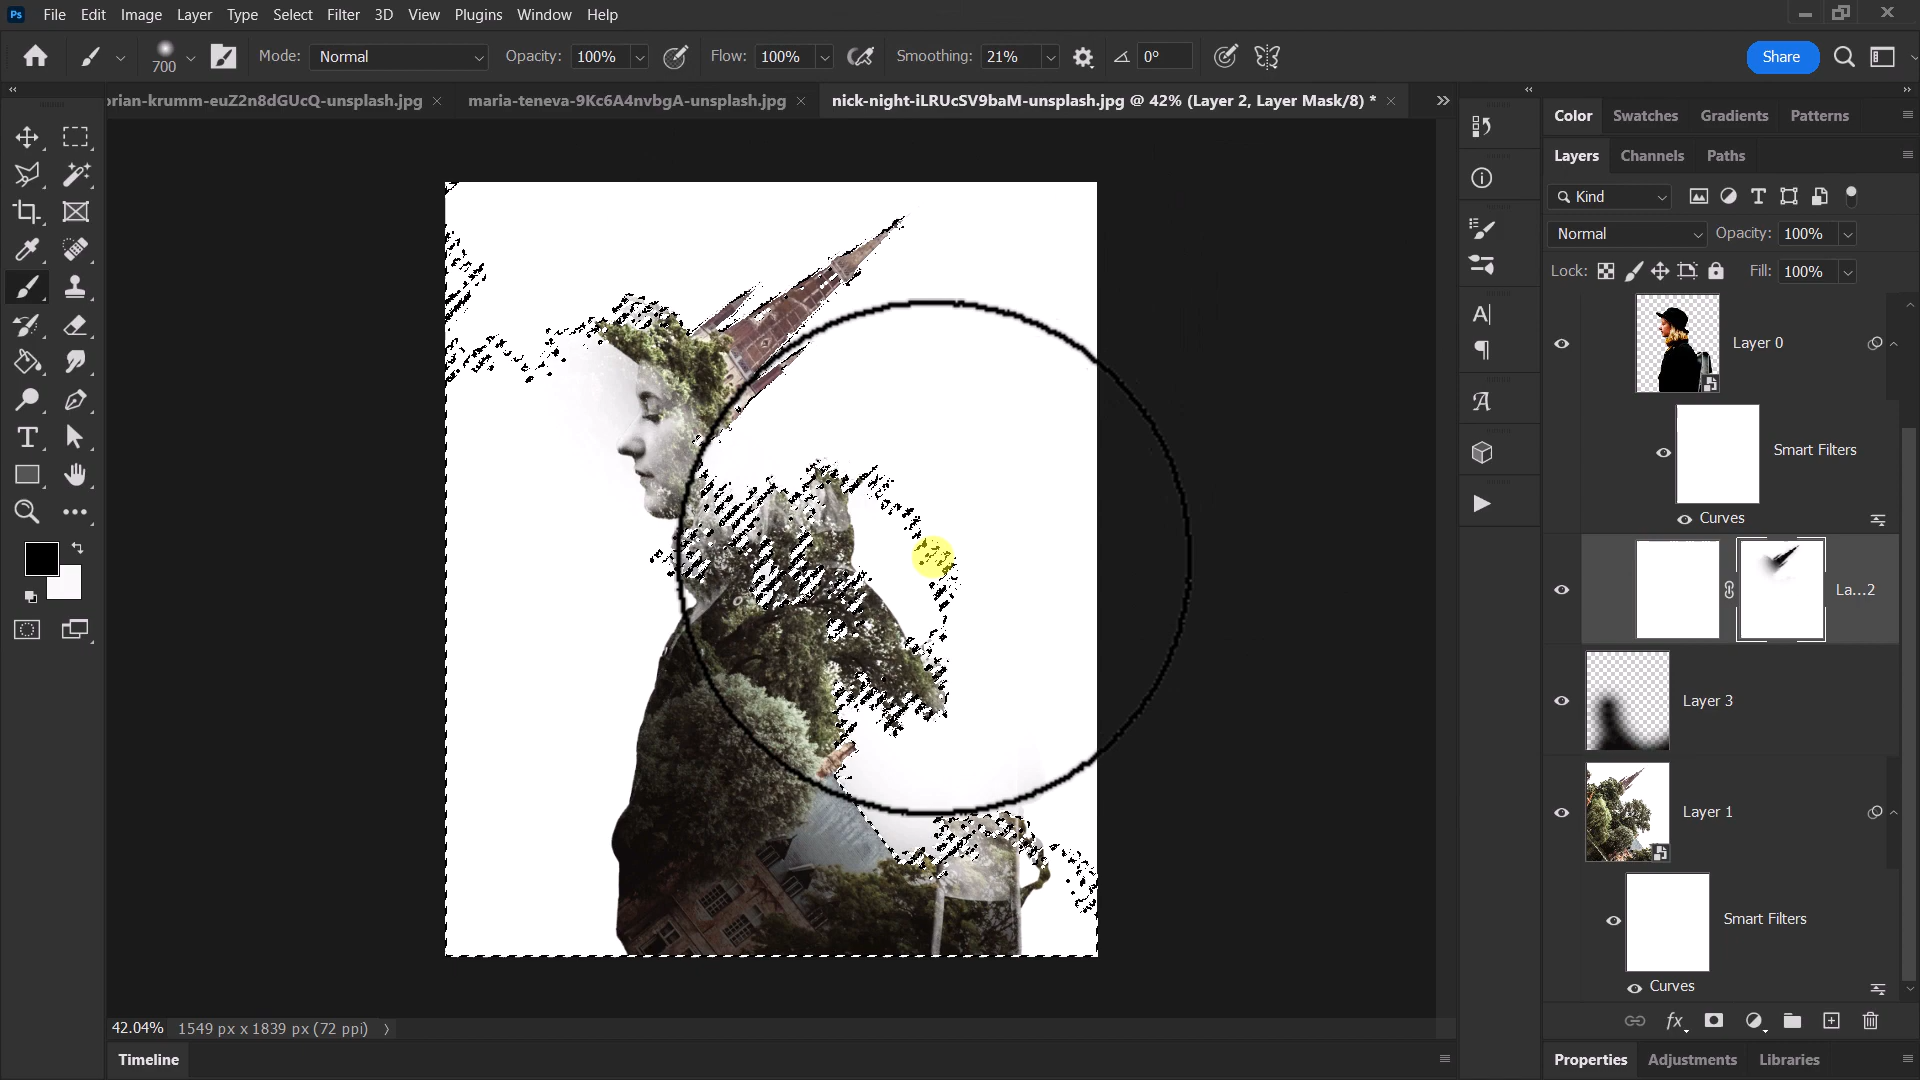 Ps File Edit Image Layer Type Select Filter 3D View Plugins Window Help
700 Mode: Normal Opacity: 100% Flow: 100% Smoothing: 21% 0° Share
orian-krumm-euZ2n8dGUcQ-unsplash.jpg × maria-teneva-9Kc6A4nvbgA-unsplash.jpg × nick-night-iLRUcSV9baM-unsplash.jpg @ 42% (Layer 2, Layer Mask/8) * ×
Color Swatches Gradients Patterns
Layers Channels Paths
Kind
Normal Opacity: 100%
Lock: Fill: 100%
Layer 0
Smart Filters
Curves
La...2
Layer 3
Layer 1
Smart Filters
Curves
42.04% 1549 px x 1839 px (72 ppi)
Timeline
Properties Adjustments Libraries